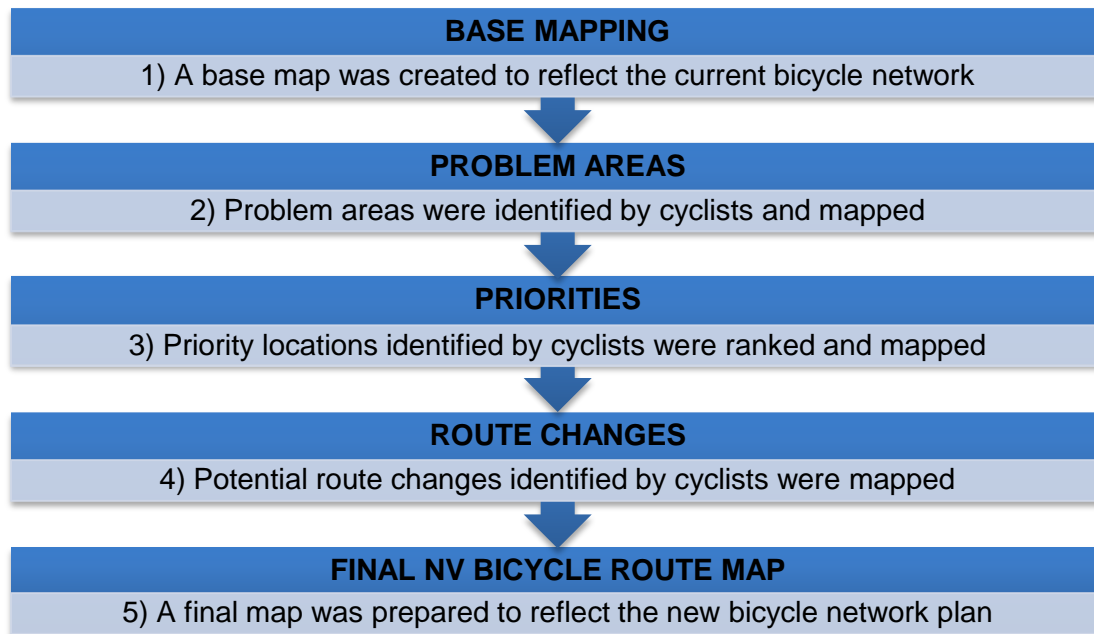 BASE MAPPING
1) A base map was created to reflect the current bicycle network
PROBLEM AREAS
2) Problem areas were identified by cyclists and mapped
PRIORITIES
3) Priority locations identified by cyclists were ranked and mapped
ROUTE CHANGES
4) Potential route changes identified by cyclists were mapped
FINAL NV BICYCLE ROUTE MAP
5) A final map was prepared to reflect the new bicycle network plan